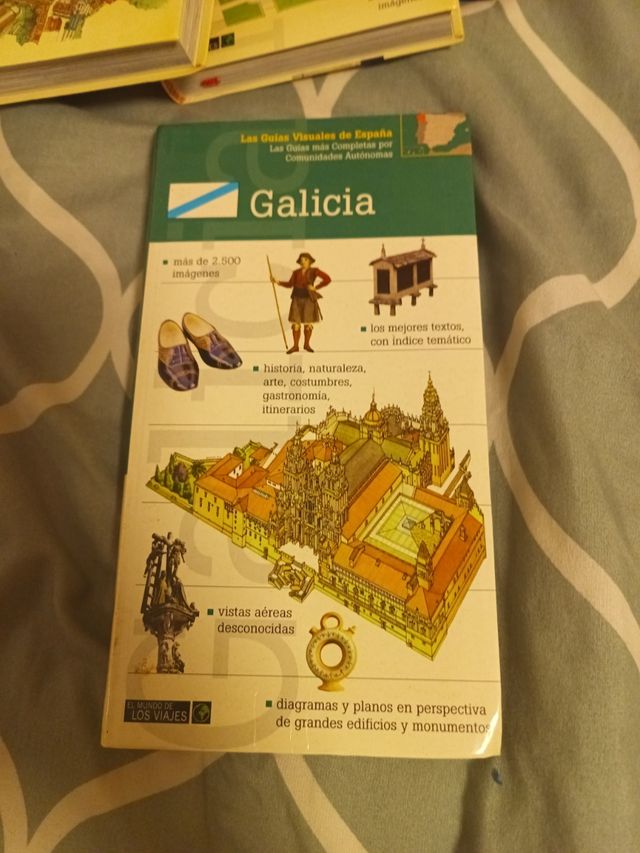 imágenes
Las Guías Visuales de España
Las Guías más Completas por
Comunidades Autónomas
Galicia
más de 2.500
imágenes
los mejores textos,
con índice temático
historia, naturaleza,
arte, costumbres,
gastronomía,
itinerarios
vistas aéreas
desconocidas
EL MUNDO DE
LOS VIAJES
diagramas y planos en perspectiva
de grandes edificios y monumentos
Galicia